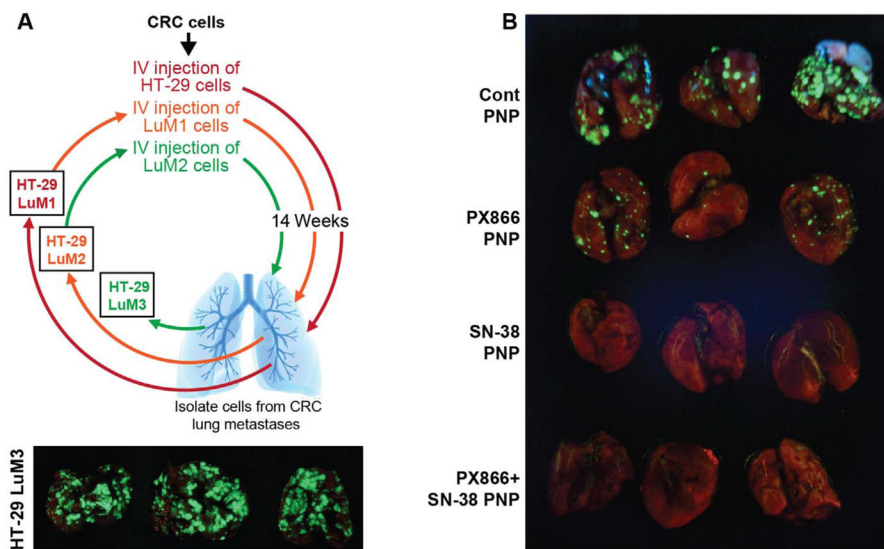 A
CRC cells
IV injection of
HT-29 cells
IV injection of
LuM1 cells
IV injection of
LuM2 cells
HT-29
LuM1
14 Weeks
HT-29
LuM2
HT-29
LuM3
Isolate cells from CRC
lung metastases
HT-29 LuM3
B
Cont
PNP
PX866
PNP
SN-38
PNP
PX866+
SN-38 PNP